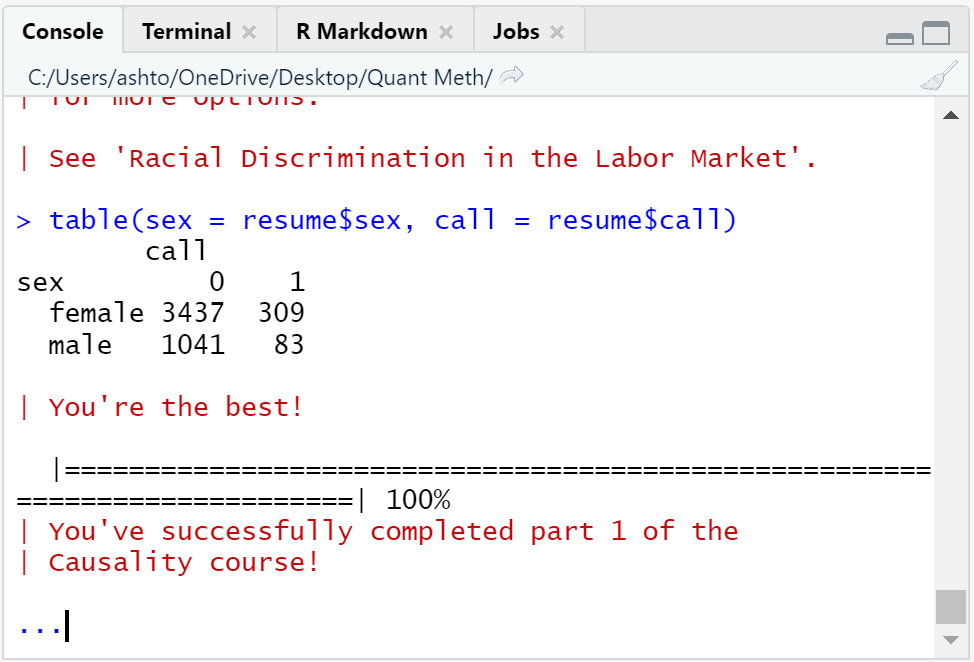 Console Terminal R Markdown Jobs
C:/Users/ashto/OneDrive/Desktop/Quant Meth/
| for more options.
| See 'Racial Discrimination in the Labor Market'.
> table(sex = resume$sex, call = resume$call)
        call
sex         0    1
  female 3437  309
  male   1041   83
| You're the best!
  |======================================================
=====================| 100%
| You've successfully completed part 1 of the
| Causality course!
...